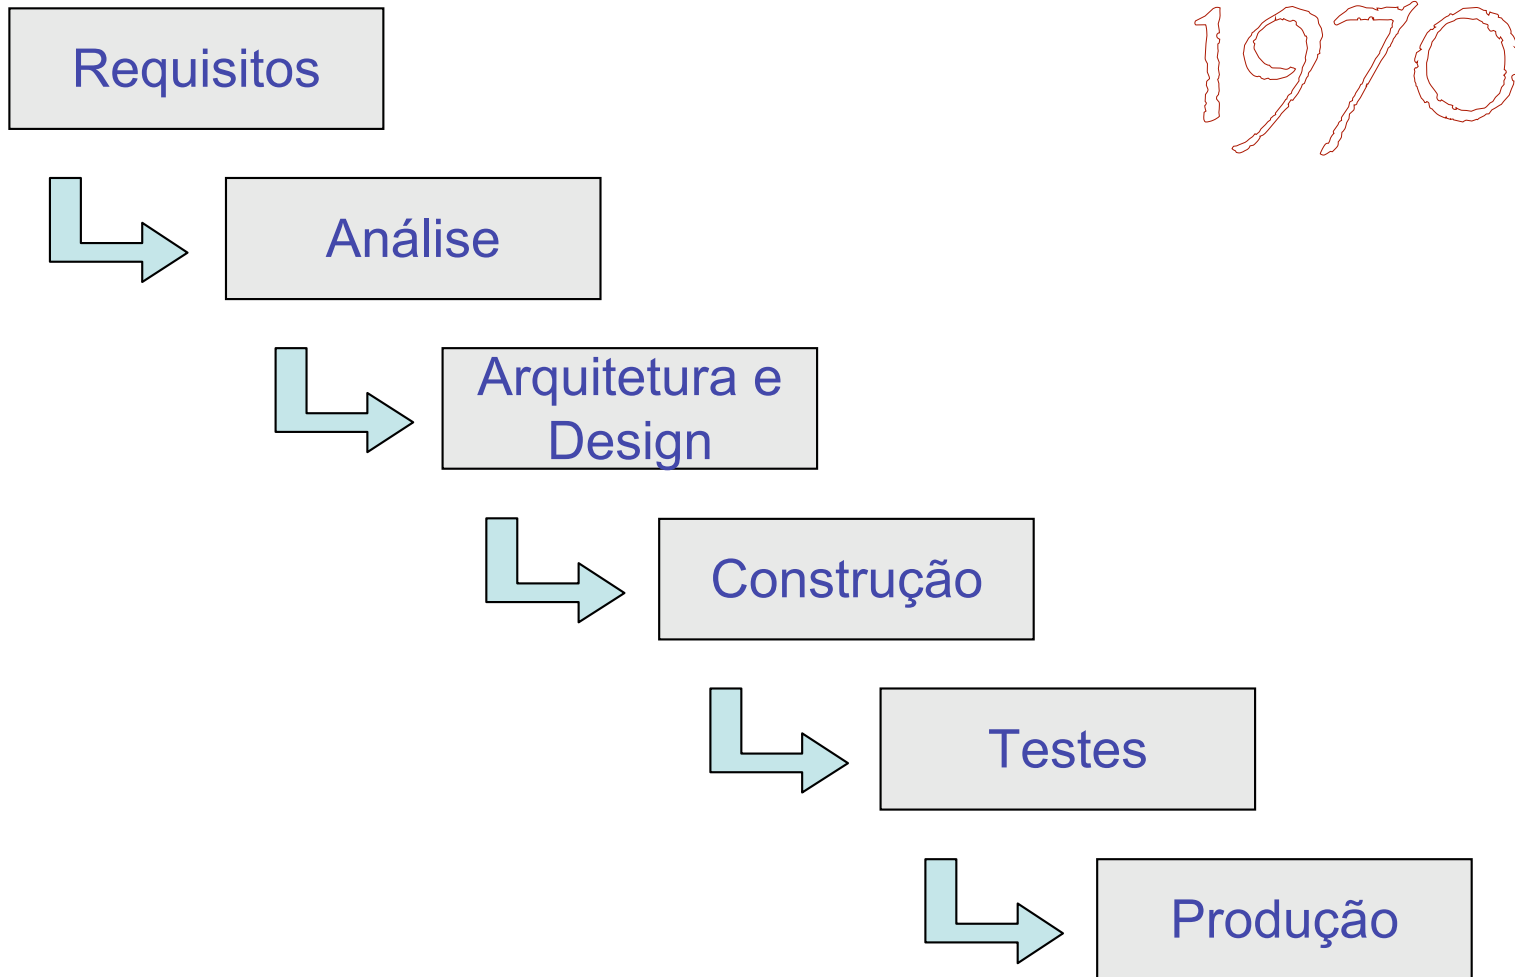 1970
Requisitos
Análise
Arquitetura e
Design
Construção
Testes
Produção